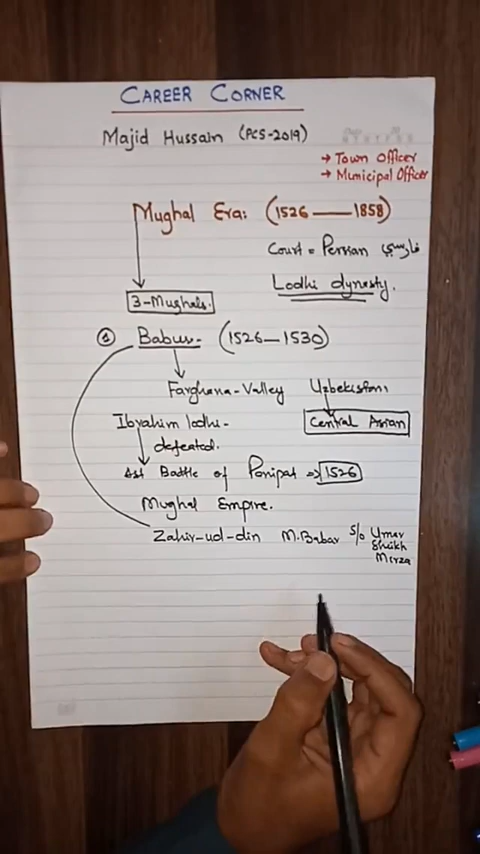 CAREER CORNER
Majid Hussain (PCS-2019)
→ Town Officer
→ Municipal Officer
Mughal Era: (1526 — 1858)
Court = Persian فارسی
Lodhi dynasty.
3-Mughals.
① Babur- (1526-1530)
Farghana-Valley Uzbekistan
Ibrahim lodhi- Central Asian
defeated.
1st Battle of Panipat ⇒ 1526
Mughal Empire.
Zahir-ud-din M.Babar S/o Umar
Shaikh
Mirza